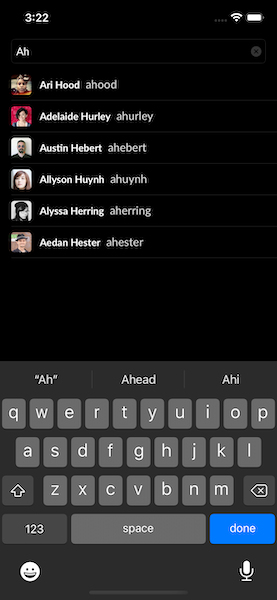 3:22
Ah
Ari Hood ahood
Adelaide Hurley ahurley
Austin Hebert ahebert
Allyson Huynh ahuynh
Alyssa Herring aherring
Aedan Hester ahester
"Ah" Ahead Ahi
q w e r t y u i o p
a s d f g h j k l
z x c v b n m
123 space done